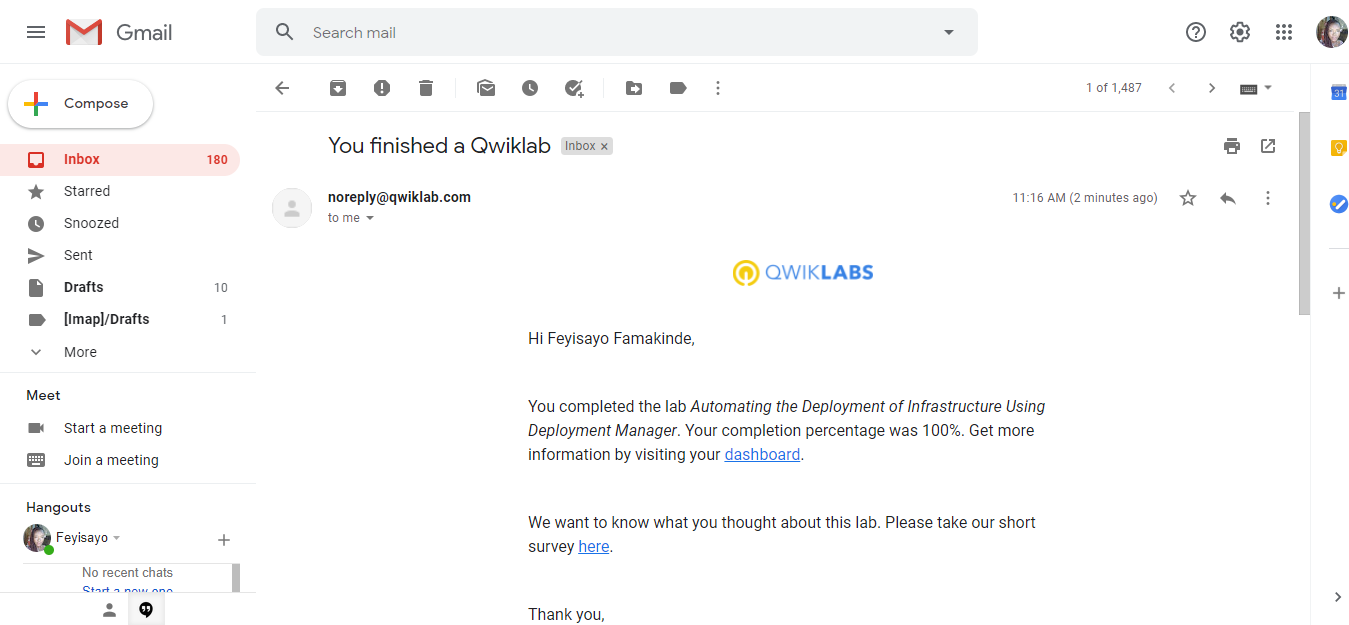 Gmail
Search mail
Compose
1 of 1,487
31
Inbox 180
Starred
Snoozed
Sent
Drafts 10
[Imap]/Drafts 1
More
Meet
Start a meeting
Join a meeting
Hangouts
Feyisayo
No recent chats
Start a new one
You finished a Qwiklab Inbox x
noreply@qwiklab.com 11:16 AM (2 minutes ago)
to me
QWIKLABS
Hi Feyisayo Famakinde,
You completed the lab Automating the Deployment of Infrastructure Using
Deployment Manager. Your completion percentage was 100%. Get more
information by visiting your dashboard.
We want to know what you thought about this lab. Please take our short
survey here.
Thank you,